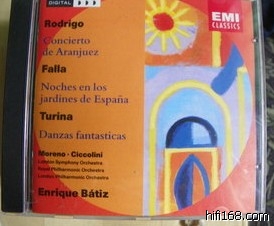 DIGITAL DDD
EMI
CLASSICS
Rodrigo
Concierto
de Aranjuez
Falla
Noches en los
jardines de España
Turina
Danzas fantasticas
Moreno · Ciccolini
London Symphony Orchestra
Royal Philharmonic Orchestra
London Philharmonic Orchestra
Enrique Bátiz
hifi168.com